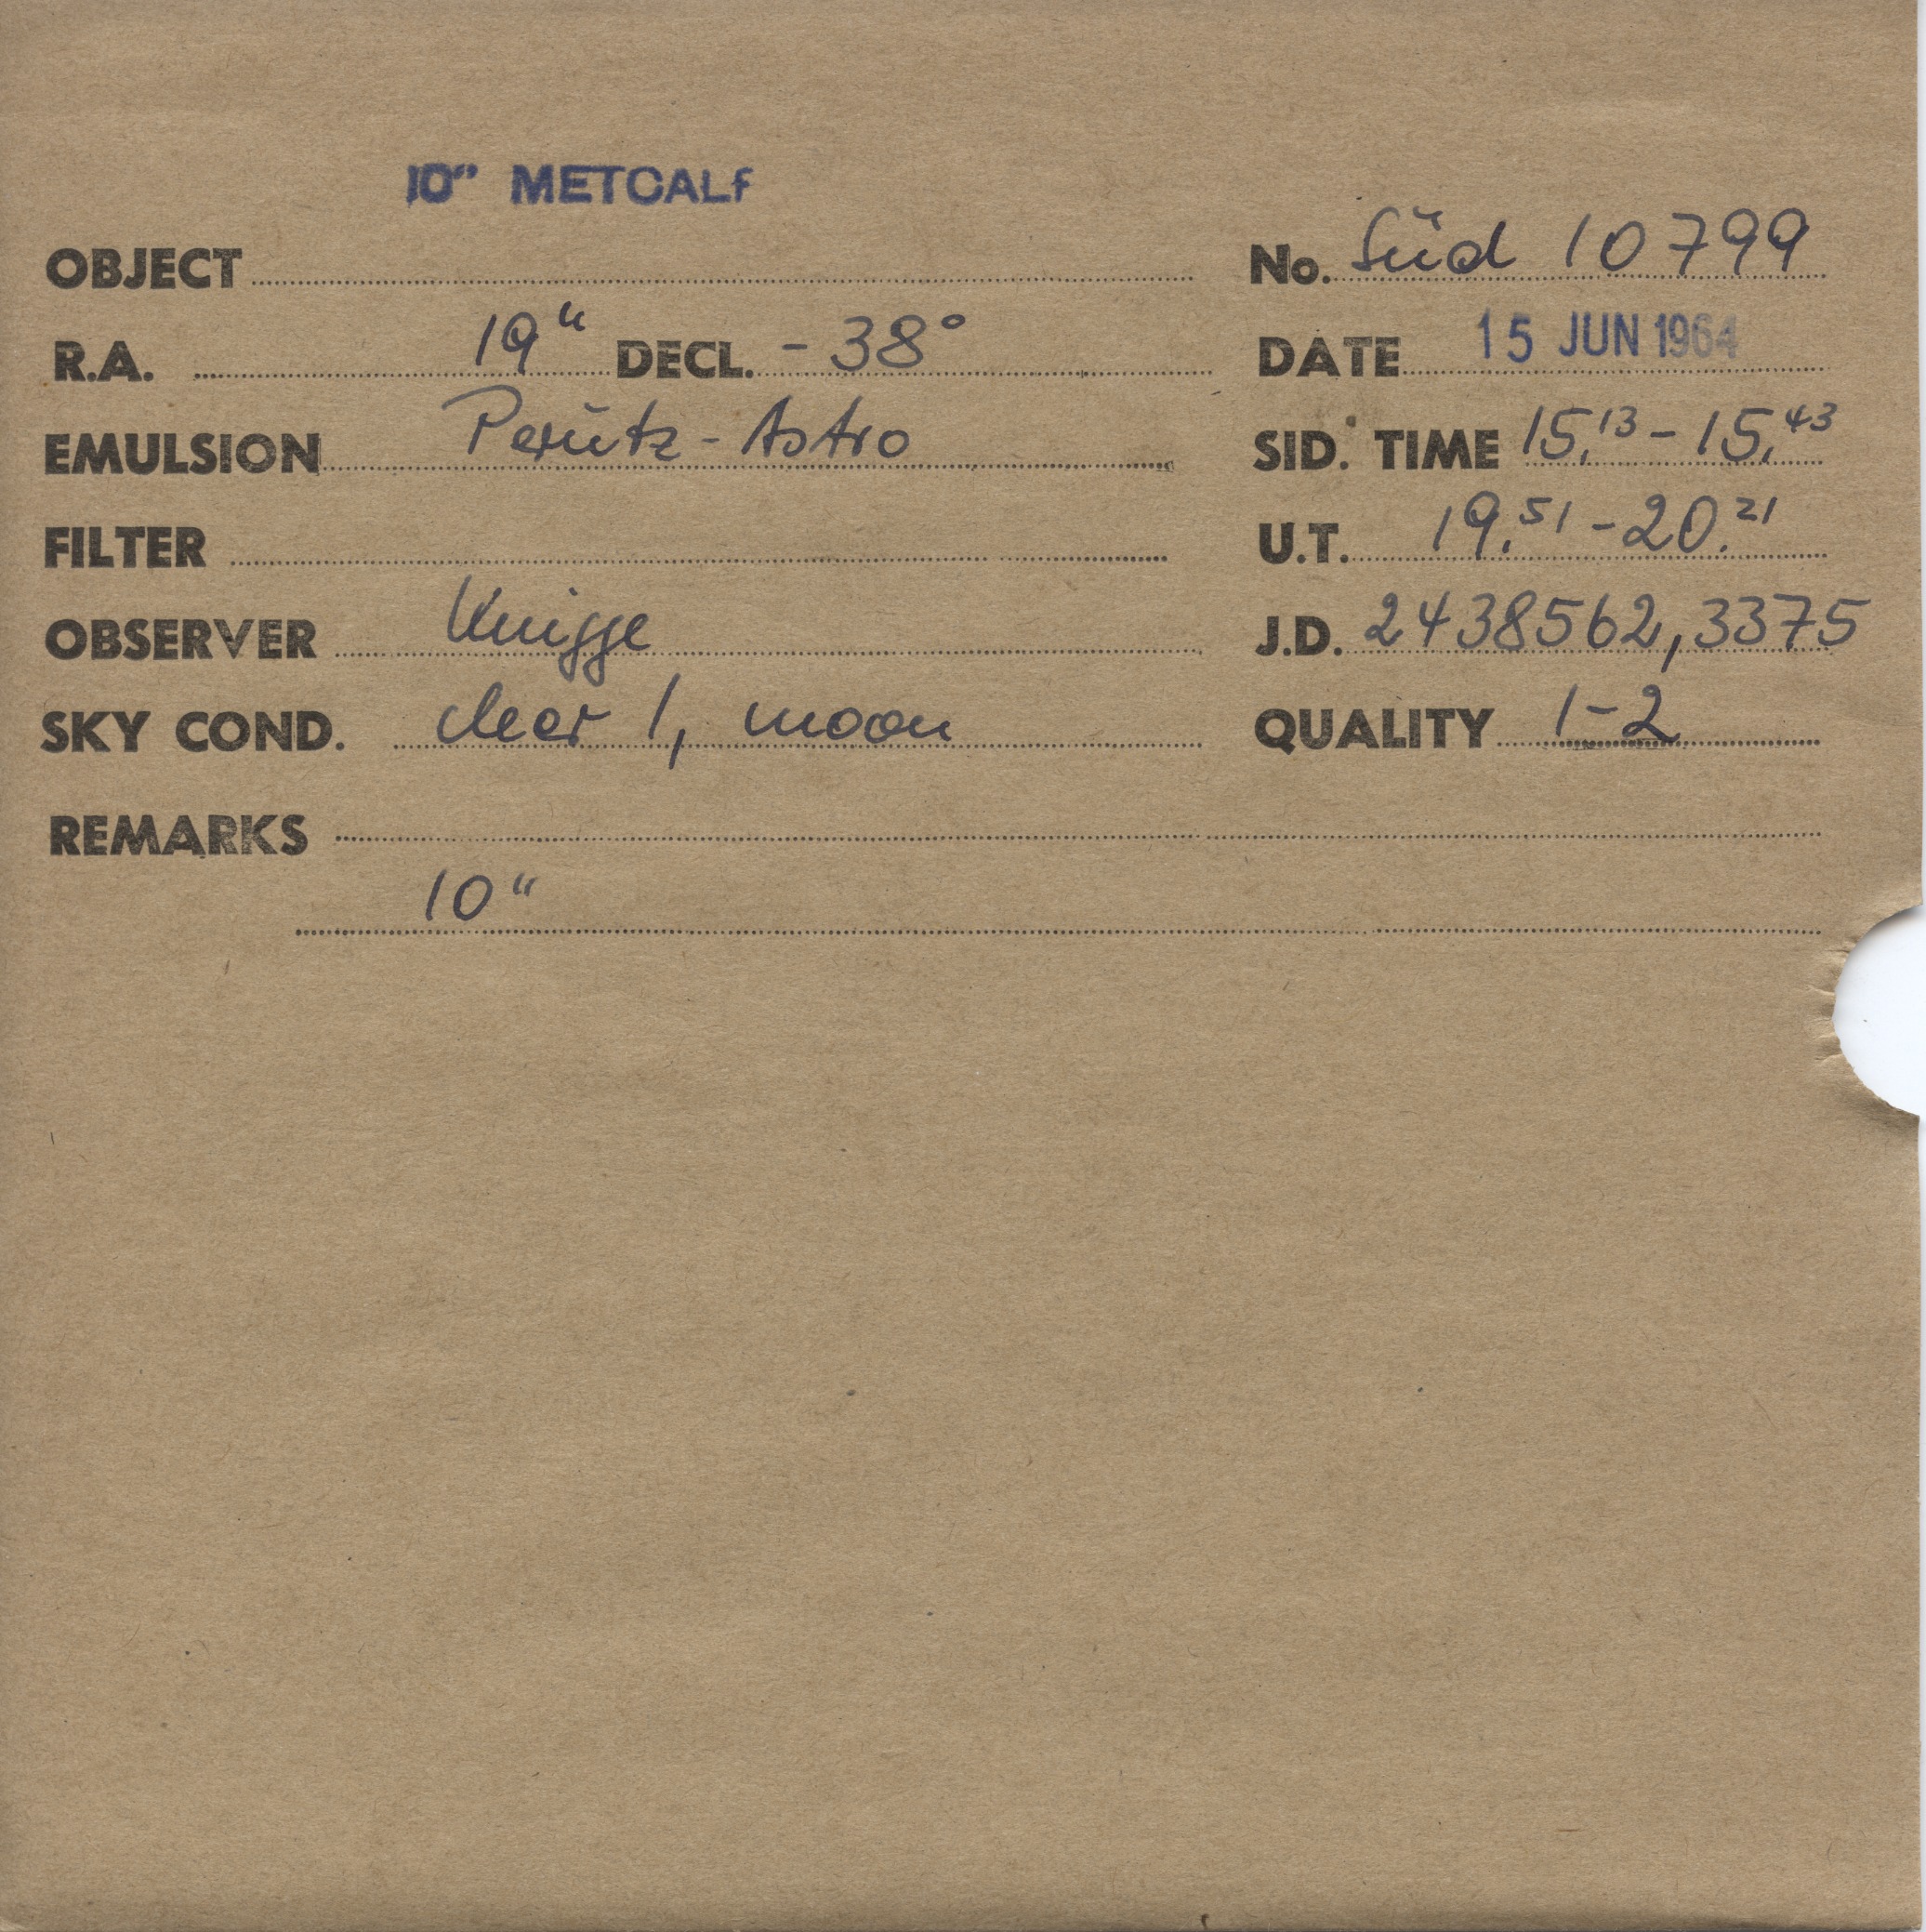 10" METCALF
OBJECT No. Süd 10799
R.A. 19h DECL. -38° DATE 15 JUN 1964
EMULSION Perutz-Astro SID. TIME 15.13 - 15.43
FILTER U.T. 19.51 - 20.21
OBSERVER Knigge J.D. 2438562,3375
SKY COND. clear 1, moon QUALITY 1-2
REMARKS
10"